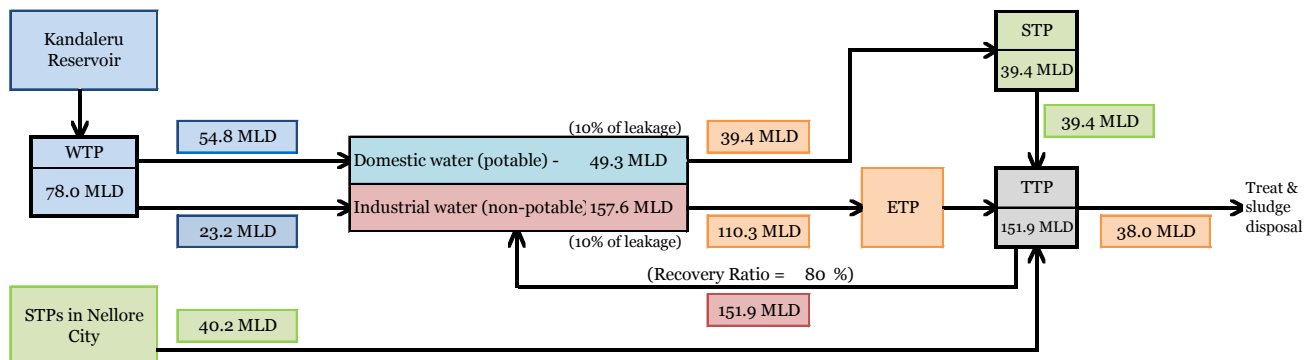 Kandaleru
Reservoir
STP
39.4 MLD
54.8 MLD
(10% of leakage)
39.4 MLD
39.4 MLD
WTP
78.0 MLD
Domestic water (potable) - 49.3 MLD
Industrial water (non-potable) 157.6 MLD
ETP
TTP
151.9 MLD
Treat &
sludge
disposal
23.2 MLD
(10% of leakage)
110.3 MLD
38.0 MLD
(Recovery Ratio = 80 %)
151.9 MLD
STPs in Nellore
City
40.2 MLD